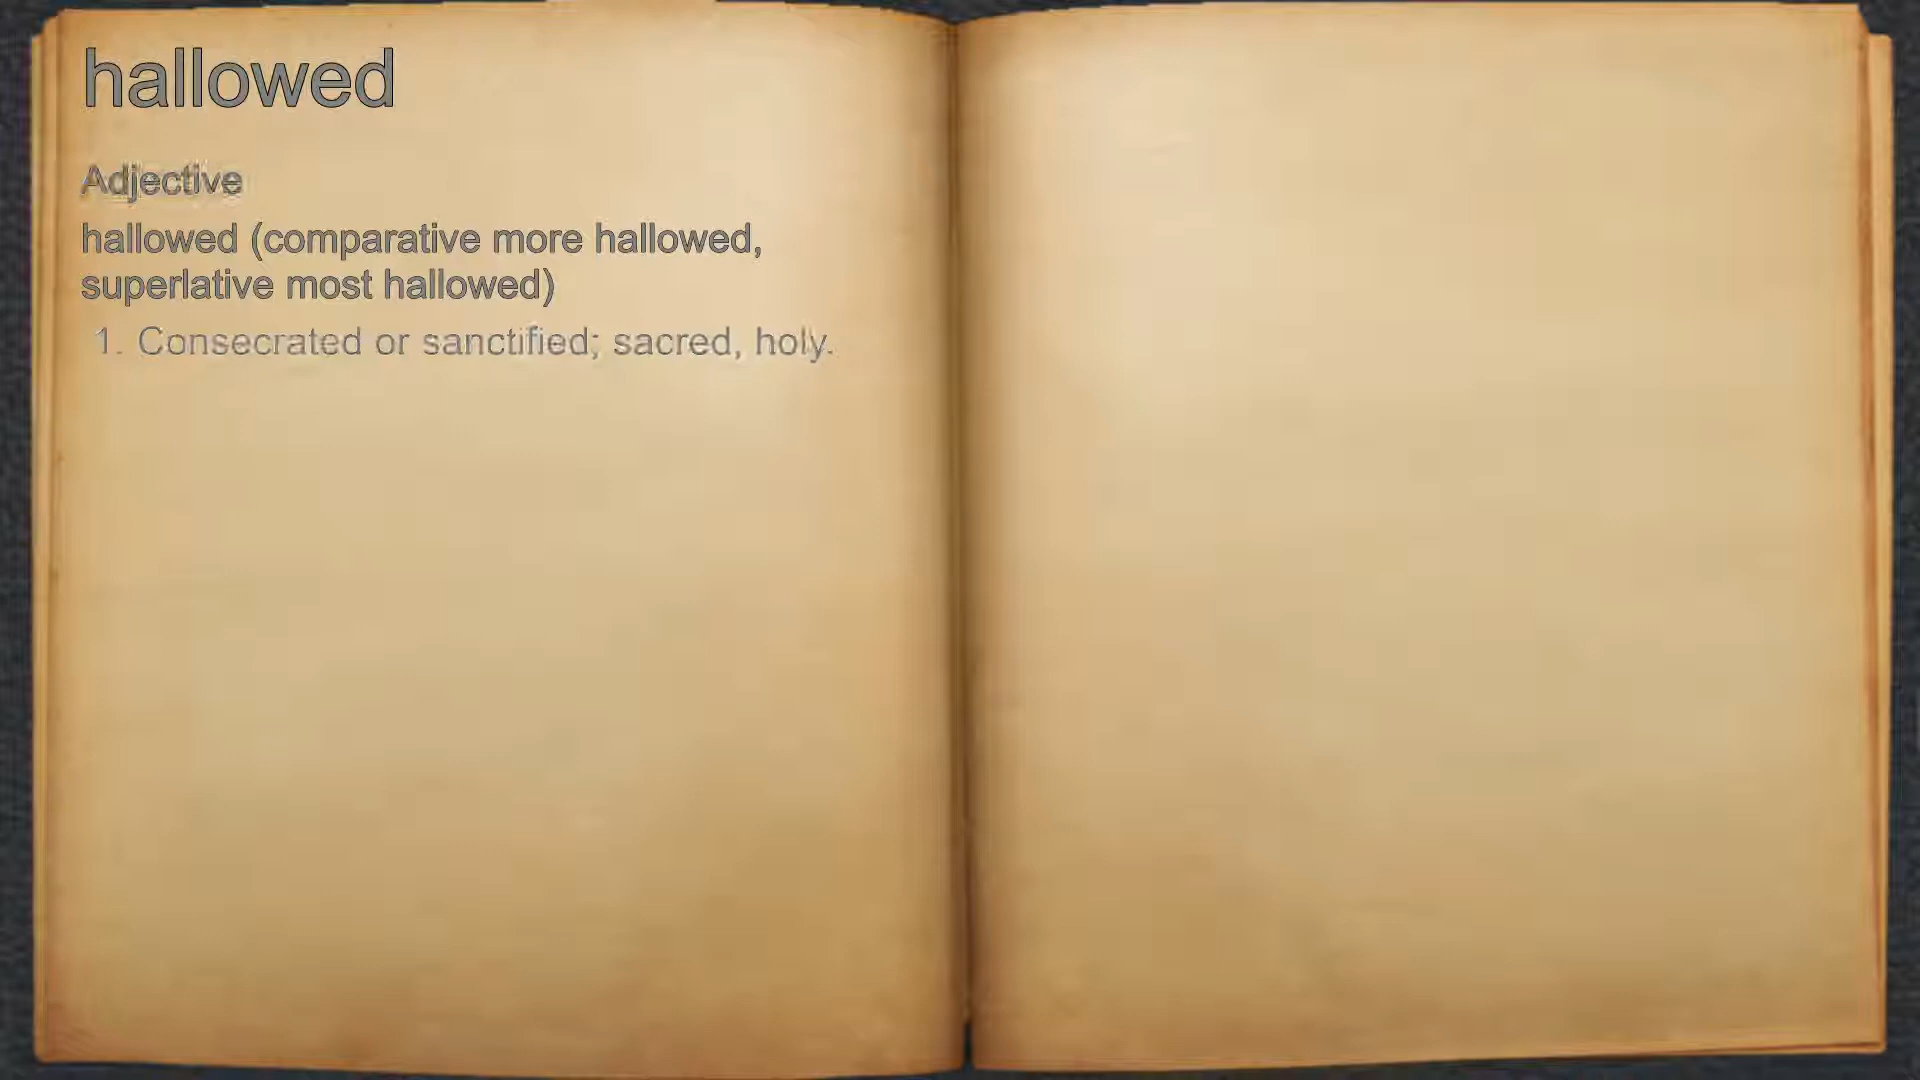 hallowed
Adjective
hallowed (comparative more hallowed,
superlative most hallowed)
1. Consecrated or sanctified; sacred, holy.